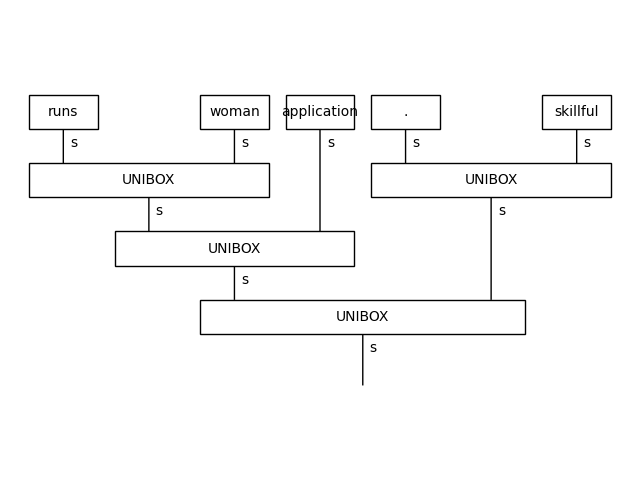 runs woman application . skillful
s s s s s
UNIBOX UNIBOX
s s
UNIBOX
s
UNIBOX
s